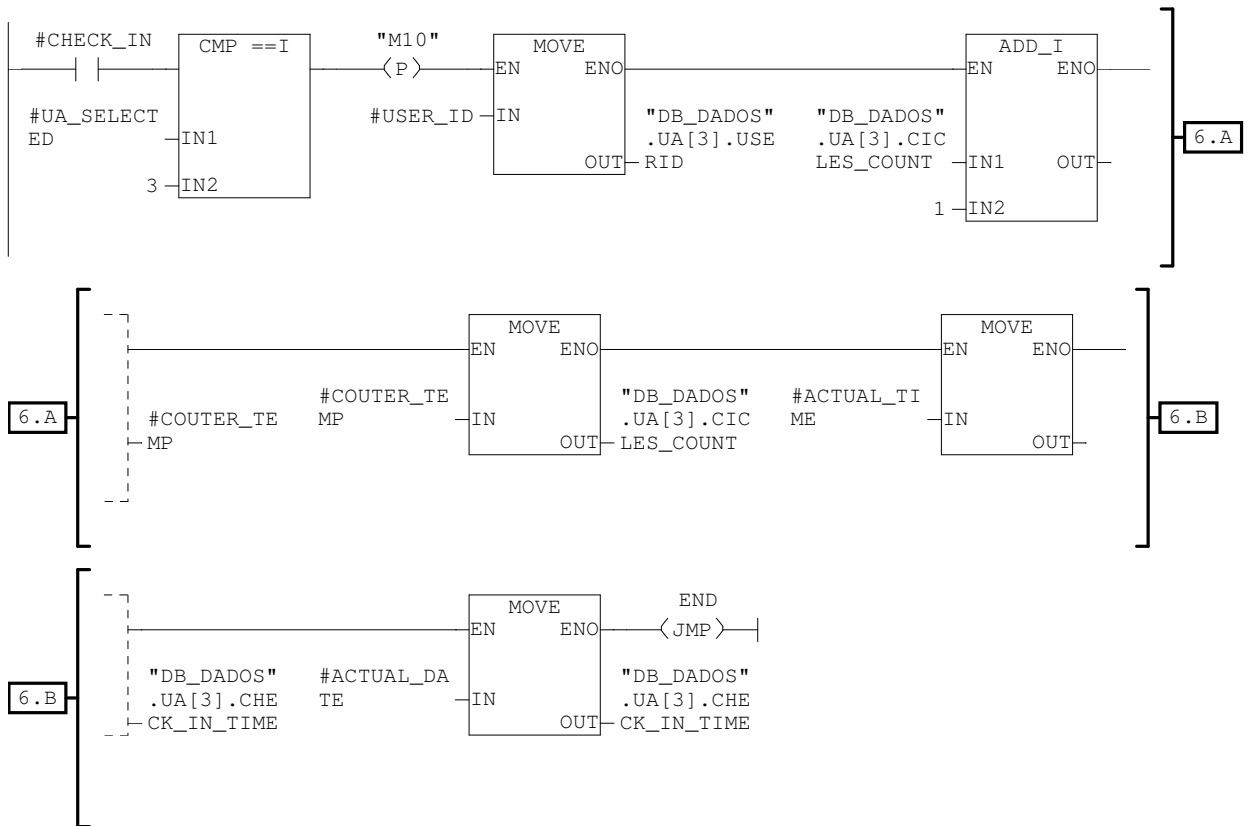 #CHECK_IN
CMP ==I
"M10"
(P)
MOVE
ADD_I
EN ENO
EN ENO
#UA_SELECT
ED
IN1
#USER_ID
IN
"DB_DADOS"
.UA[3].USE
RID
"DB_DADOS"
.UA[3].CIC
LES_COUNT
6.A
OUT
IN1
OUT
3
IN2
1
IN2
MOVE
MOVE
EN ENO
EN ENO
6.A
#COUTER_TE
MP
#COUTER_TE
MP
IN
"DB_DADOS"
.UA[3].CIC
LES_COUNT
#ACTUAL_TI
ME
IN
6.B
OUT
OUT
MOVE
END
EN ENO
(JMP)
6.B
"DB_DADOS"
.UA[3].CHE
CK_IN_TIME
#ACTUAL_DA
TE
IN
"DB_DADOS"
.UA[3].CHE
CK_IN_TIME
OUT